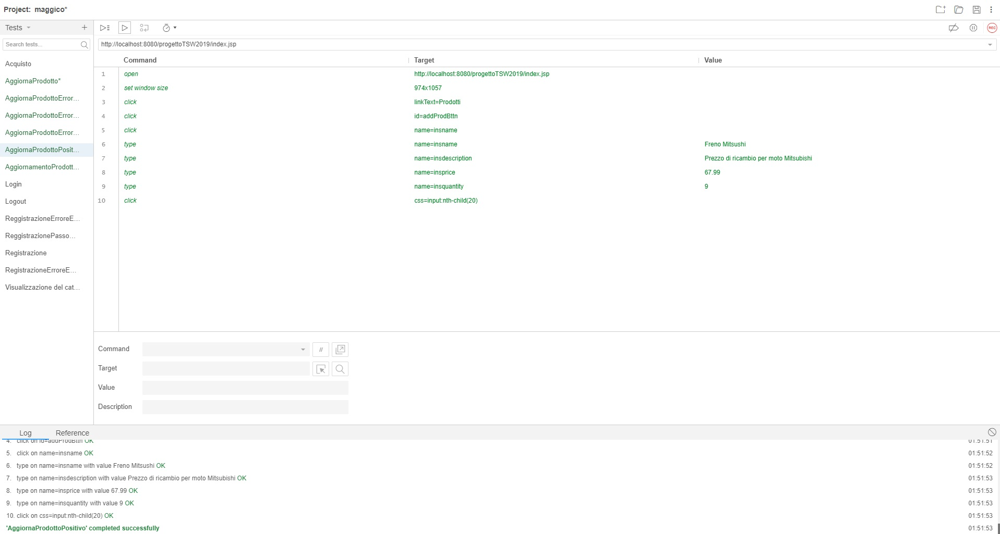 Project: maggico*
Tests
Search tests...
Acquisto
AggiornaProdotto*
AggiornaProdottoError...
AggiornaProdottoError...
AggiornaProdottoError...
AggiornaProdottoPosit...
AggiornamentoProdott...
Login
Logout
ReggistrazioneErroreE...
ReggistrazionePasso...
Registrazione
RegistrazioneErroreE...
Visualizzazione del cat...
REC
http://localhost:8080/progettoTSW2019/index.jsp
Command Target Value
1 open http://localhost:8080/progettoTSW2019/index.jsp
2 set window size 974x1057
3 click linkText=Prodotti
4 click id=addProdBttn
5 click name=insname
6 type name=insname Freno Mitsushi
7 type name=insdescription Prezzo di ricambio per moto Mitsubishi
8 type name=insprice 67.99
9 type name=insquantity 9
10 click css=input:nth-child(20)
Command //
Target
Value
Description
Log Reference
4. click on id=addProdBttn OK 01:51:51
5. click on name=insname OK 01:51:52
6. type on name=insname with value Freno Mitsushi OK 01:51:52
7. type on name=insdescription with value Prezzo di ricambio per moto Mitsubishi OK 01:51:53
8. type on name=insprice with value 67.99 OK 01:51:53
9. type on name=insquantity with value 9 OK 01:51:53
10. click on css=input:nth-child(20) OK 01:51:53
'AggiornaProdottoPositivo' completed successfully 01:51:53